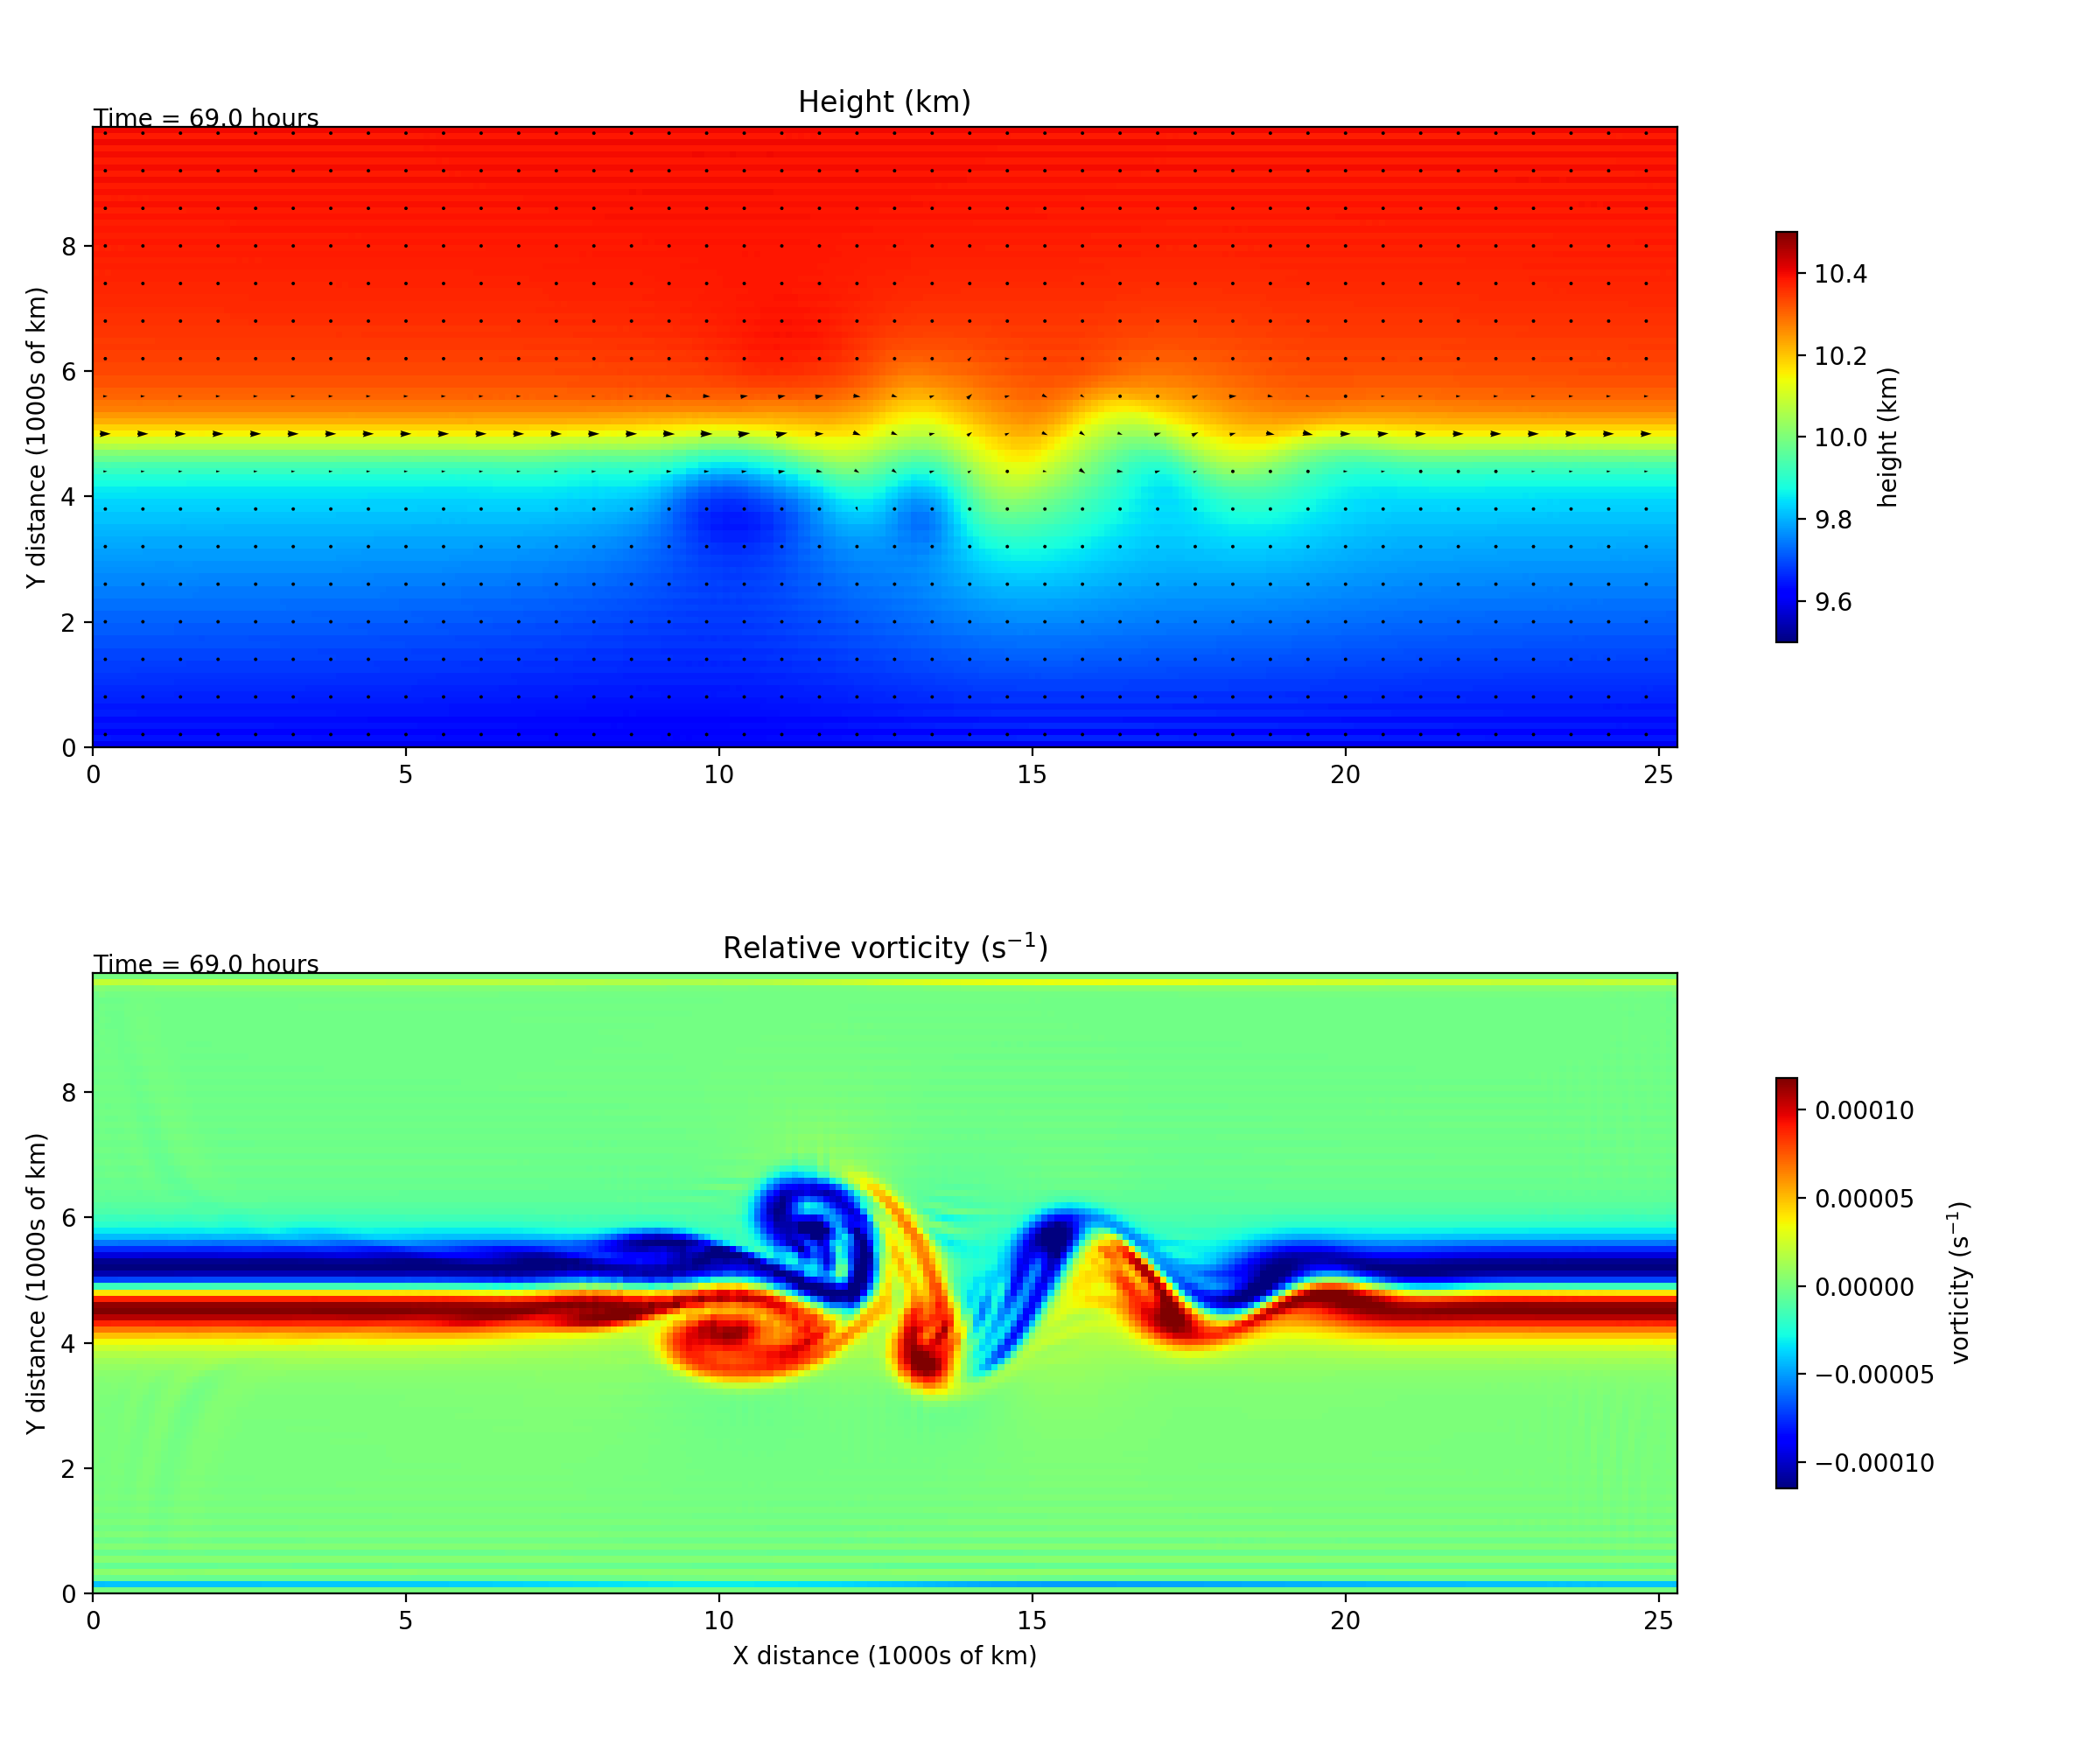 Height (km)
Time = 69.0 hours
Y distance (1000s of km)
8
6
4
2
0
0 5 10 15 20 25
10.4
10.2
10.0
9.8
9.6
height (km)
Relative vorticity (s⁻¹)
Time = 69.0 hours
Y distance (1000s of km)
8
6
4
2
0
0 5 10 15 20 25
X distance (1000s of km)
0.00010
0.00005
0.00000
−0.00005
−0.00010
vorticity (s⁻¹)